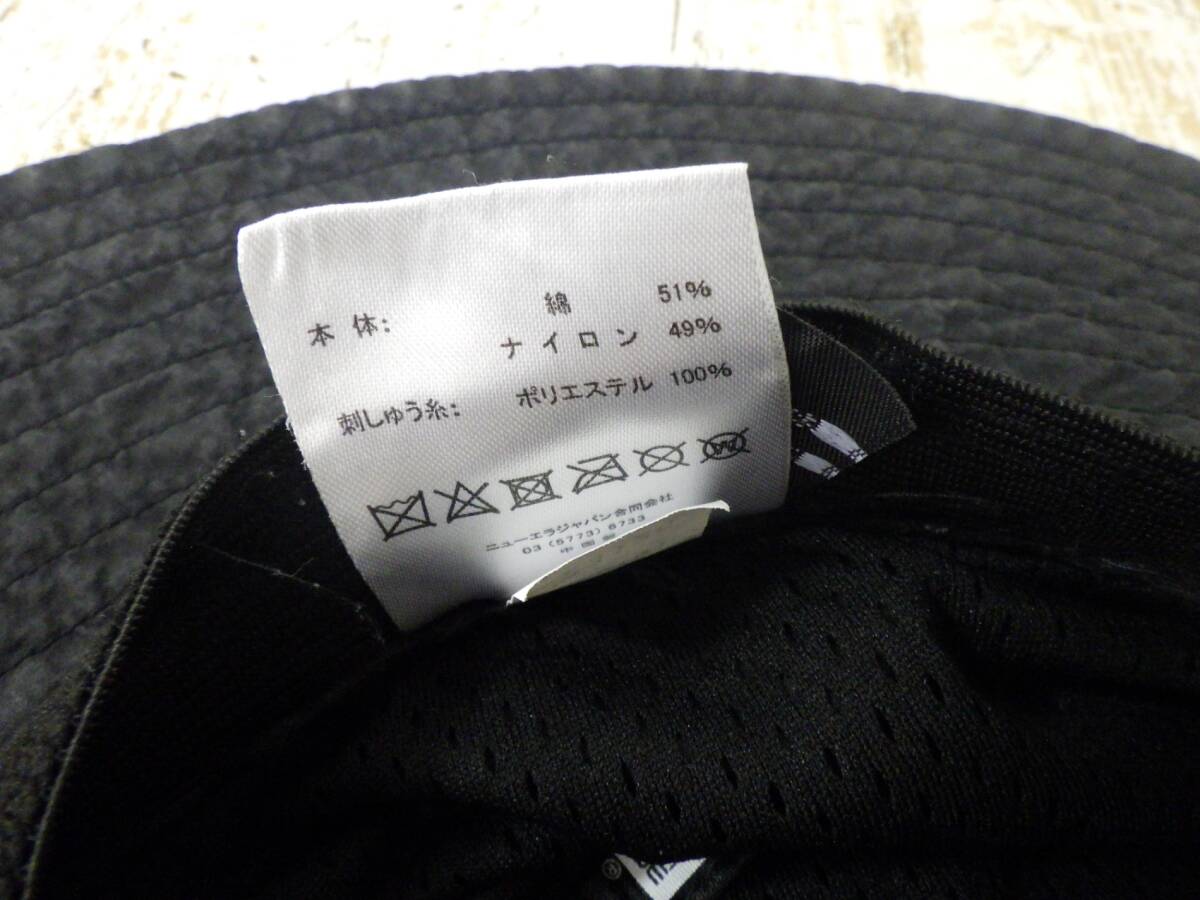 本体: 綿 51%
ナイロン 49%
刺しゅう糸: ポリエステル 100%
ニューエラジャパン合同会社
03 (5773) 6733
中国製
®